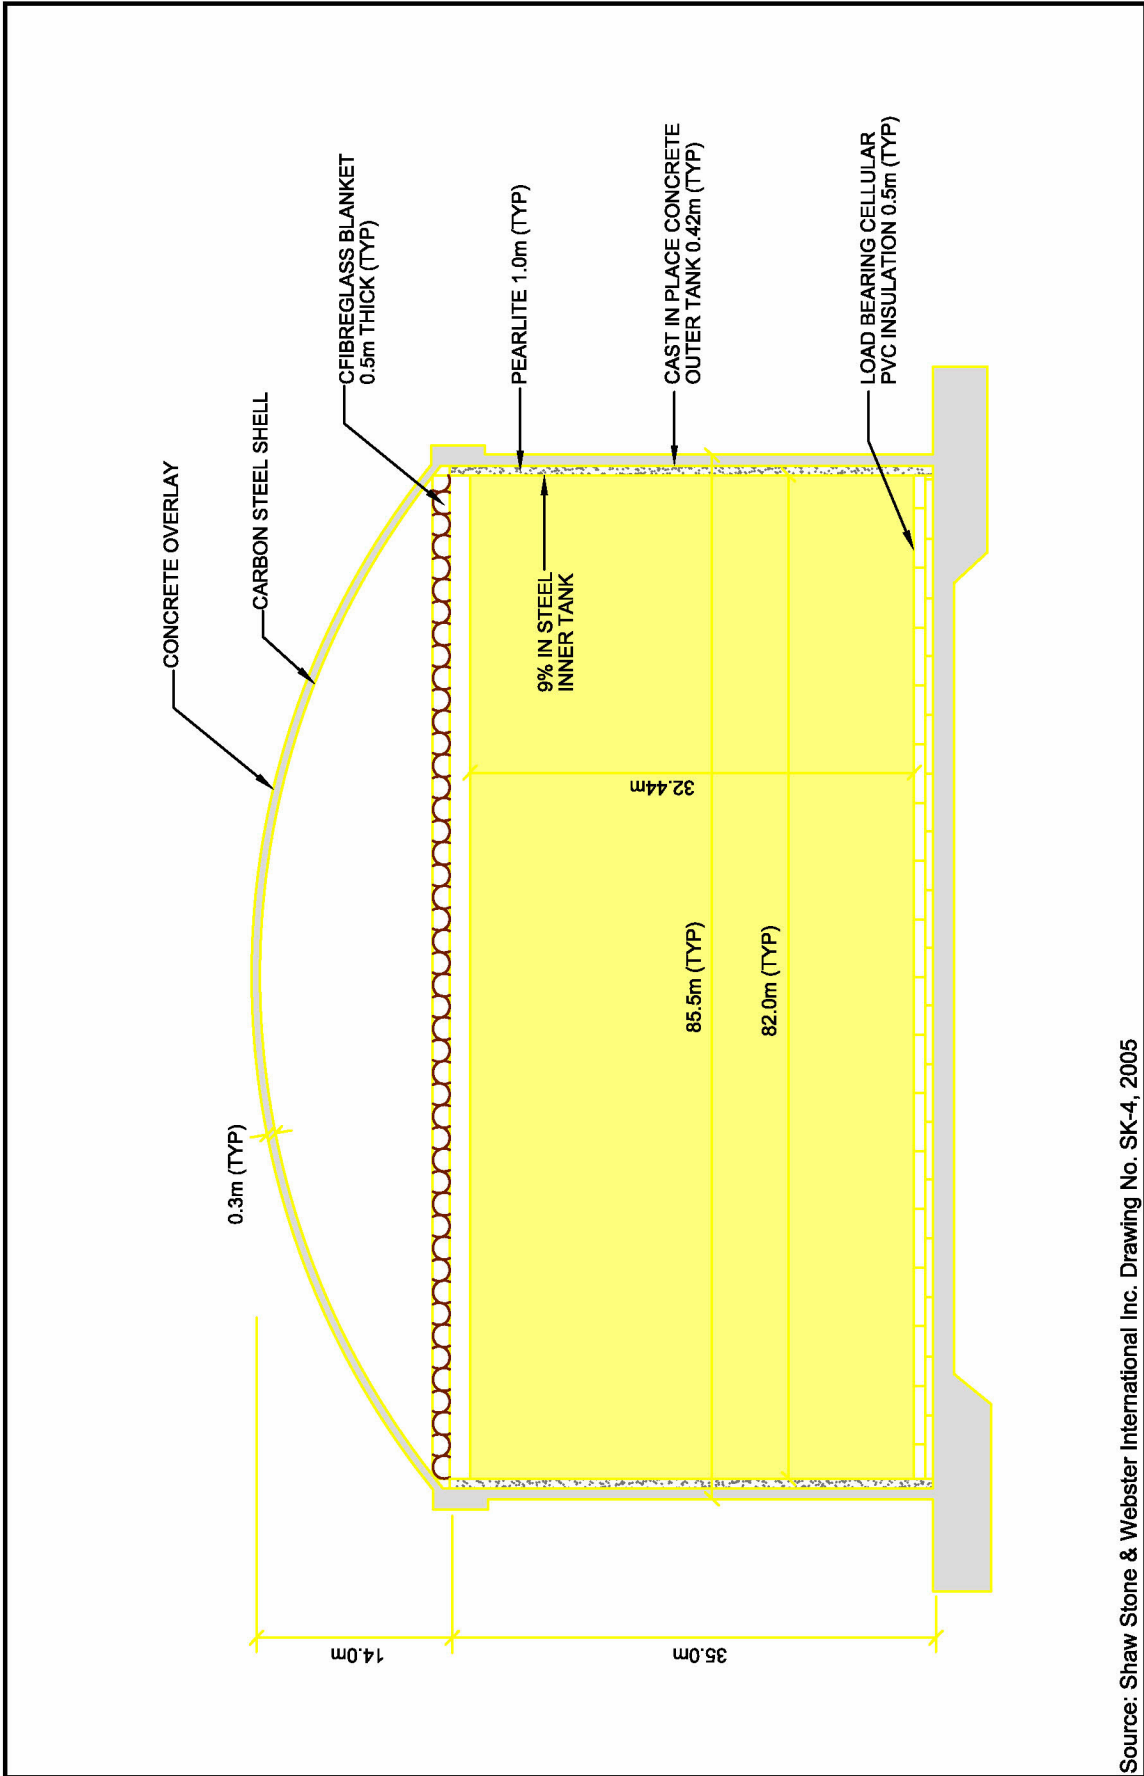 CONCRETE OVERLAY
CARBON STEEL SHELL
CFIBREGLASS BLANKET
0.5m THICK (TYP)
0.3m (TYP)
PEARLITE 1.0m (TYP)
9% IN STEEL
INNER TANK
CAST IN PLACE CONCRETE
OUTER TANK 0.42m (TYP)
14.0m
32.44m
85.5m (TYP)
82.0m (TYP)
35.0m
LOAD BEARING CELLULAR
PVC INSULATION 0.5m (TYP)
Source: Shaw Stone & Webster International Inc. Drawing No. SK-4, 2005